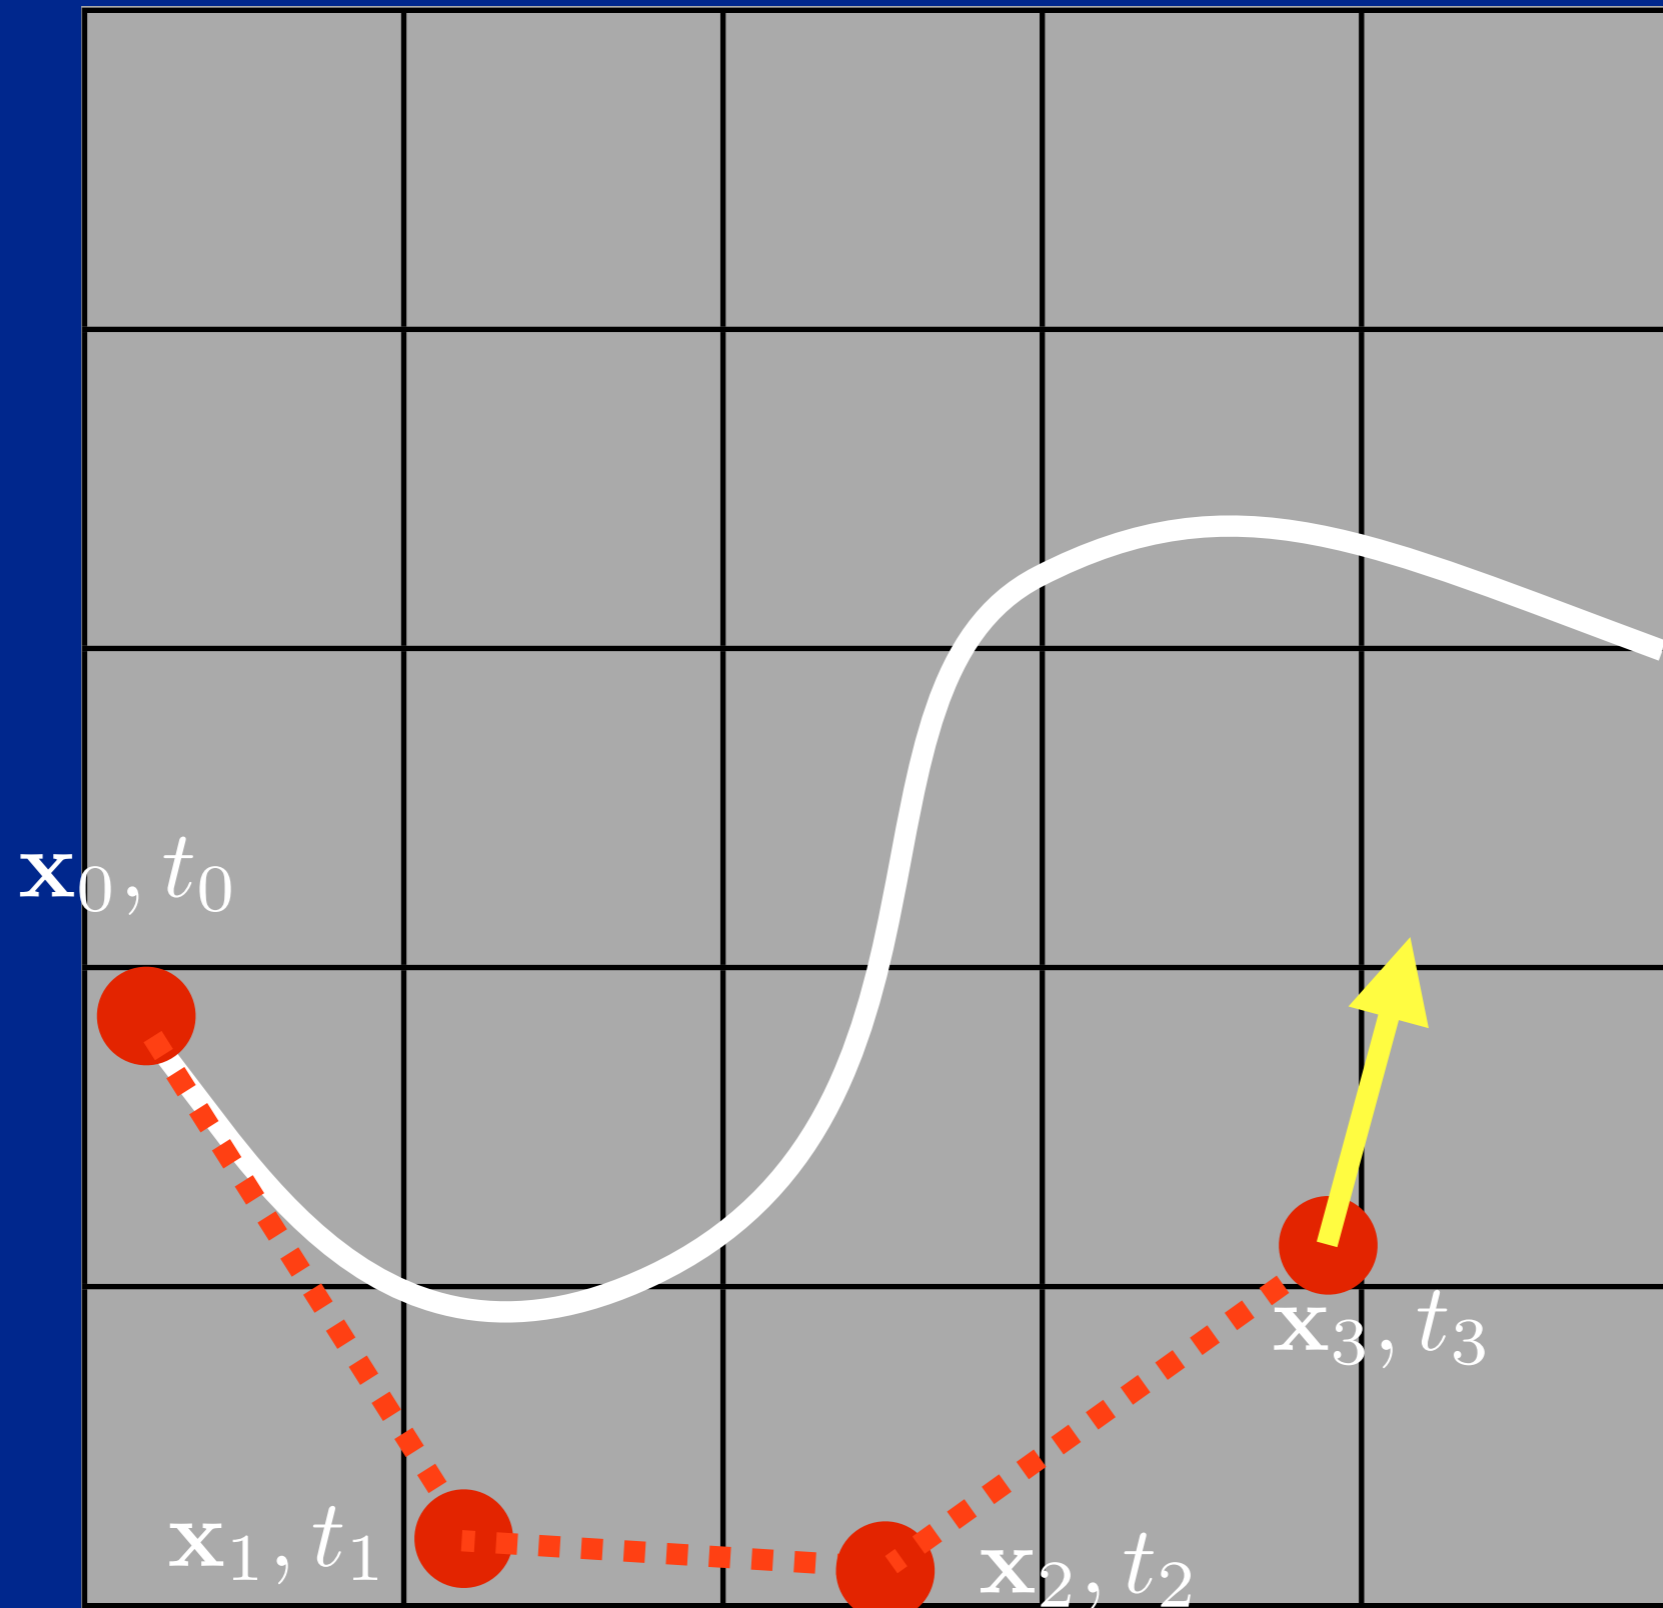 x₀, t₀
x₃, t₃
x₁, t₁
x₂, t₂